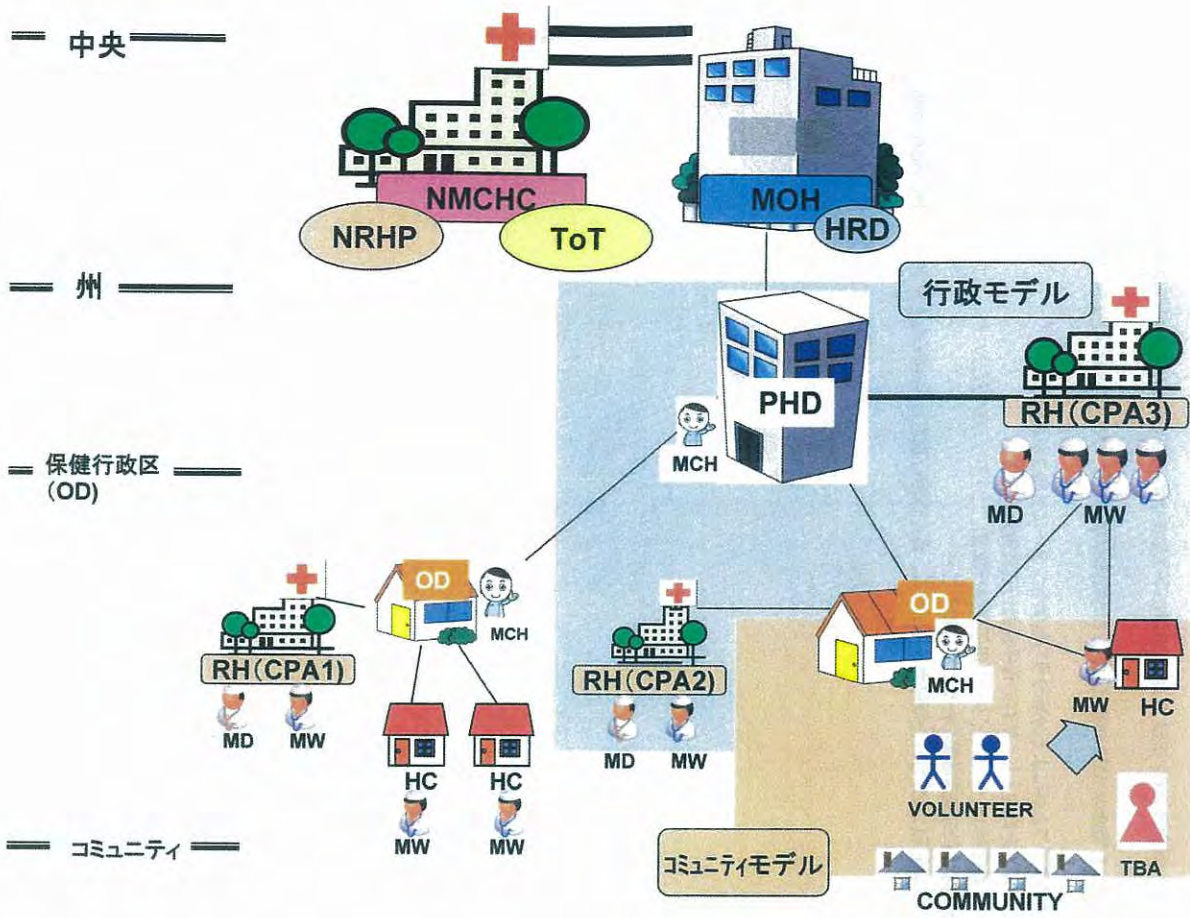 中央
NMCHC
NRHP
ToT
MOH
HRD
州
行政モデル
PHD
MCH
RH(CPA3)
MD
MW
保健行政区
(OD)
OD
MCH
RH(CPA1)
MD
MW
HC
HC
MW
MW
RH(CPA2)
MD
MW
OD
MCH
MW
HC
VOLUNTEER
TBA
コミュニティ
コミュニティモデル
COMMUNITY